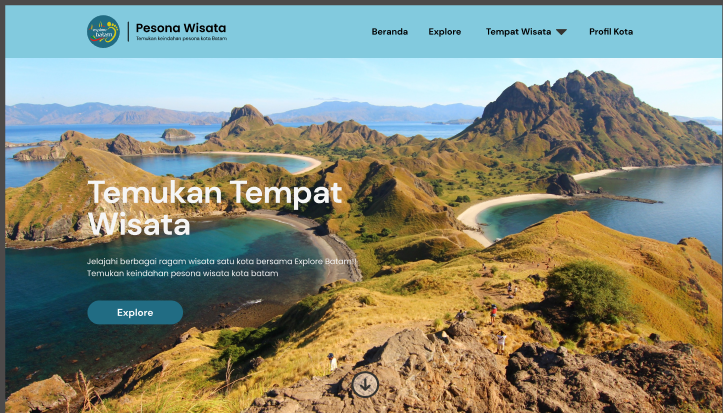 batam
Pesona Wisata
Temukan keindahan pesona kota Batam
Beranda
Explore
Tempat Wisata
Profil Kota
Temukan Tempat
Wisata
Jelajahi berbagai ragam wisata satu kota bersama Explore Batam!
Temukan keindahan pesona wisata kota batam
Explore